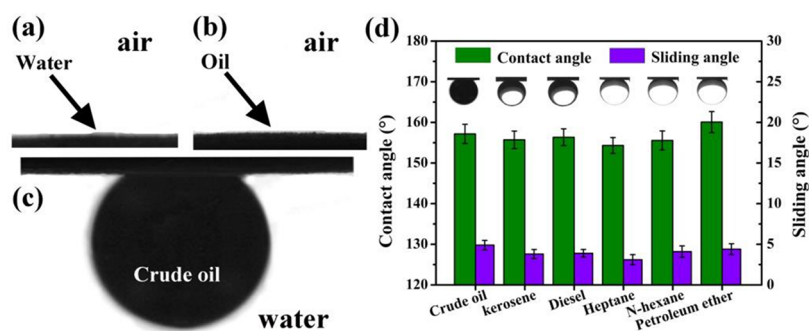 (a)
air
Water
(b)
air
Oil
(c)
Crude oil
water
(d)
Contact angle
Sliding angle
Contact angle (°)
180
170
160
150
140
130
120
Sliding angle (°)
30
25
20
15
10
5
0
Crude oil
kerosene
Diesel
Heptane
N-hexane
Petroleum ether